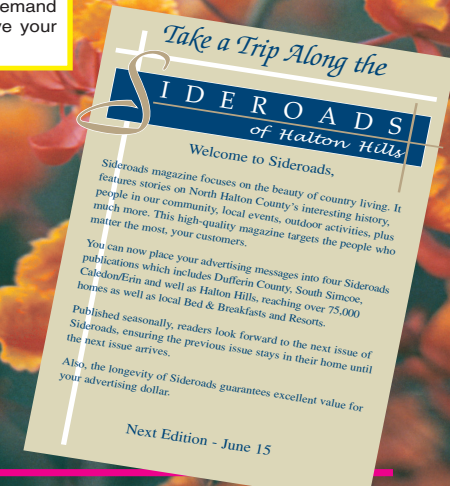 emand
ve your
Take a Trip Along the
SIDEROADS
of Halton Hills
Welcome to Sideroads,
Sideroads magazine focuses on the beauty of country living. It
features stories on North Halton County's interesting history,
people in our community, local events, outdoor activities, plus
much more. This high-quality magazine targets the people who
matter the most, your customers.
You can now place your advertising messages into four Sideroads
publications which includes Dufferin County, South Simcoe,
Caledon/Erin and well as Halton Hills, reaching over 75,000
homes as well as local Bed & Breakfasts and Resorts.
Published seasonally, readers look forward to the next issue of
Sideroads, ensuring the previous issue stays in their home until
the next issue arrives.
Also, the longevity of Sideroads guarantees excellent value for
your advertising dollar.
Next Edition - June 15